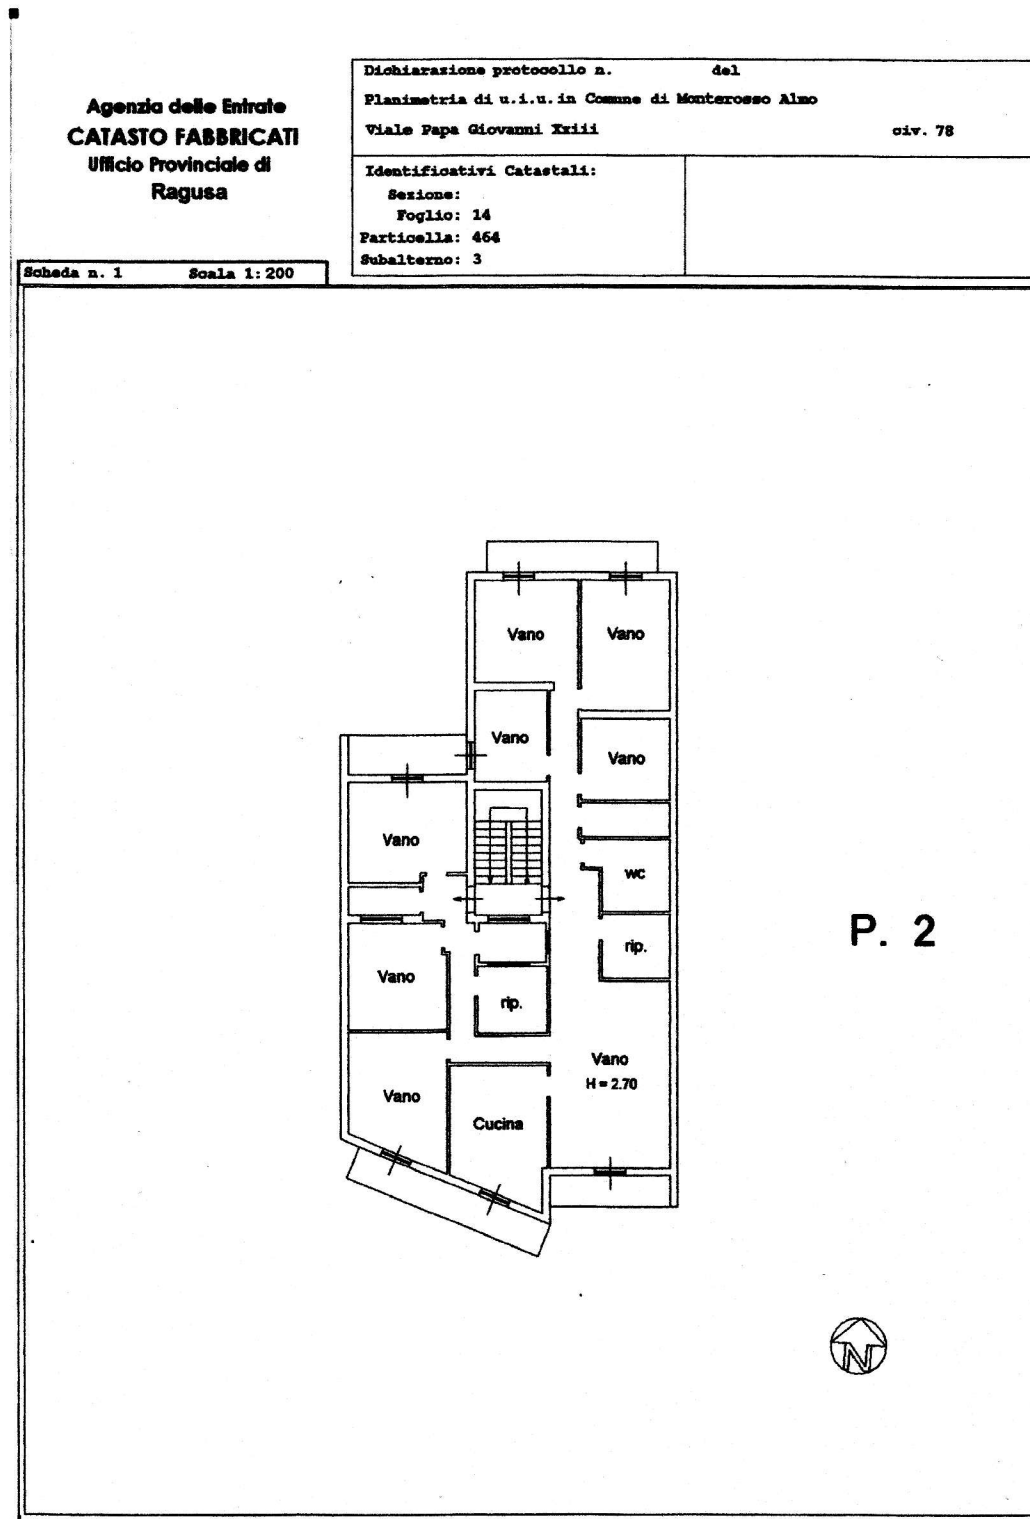 Agenzia delle Entrate
CATASTO FABBRICATI
Ufficio Provinciale di
Ragusa
Dichiarazione protocollo n. del
Planimetria di u.i.u. in Comune di Monterosso Almo
Viale Papa Giovanni Xxiii civ. 78
Identificativi Catastali:
Sezione:
Foglio: 14
Particella: 464
Subalterno: 3
Scheda n. 1 Scala 1:200
Vano
Vano
Vano
Vano
Vano
wc
rip.
Vano
rip.
Vano
H = 2.70
Vano
Cucina
P. 2
N